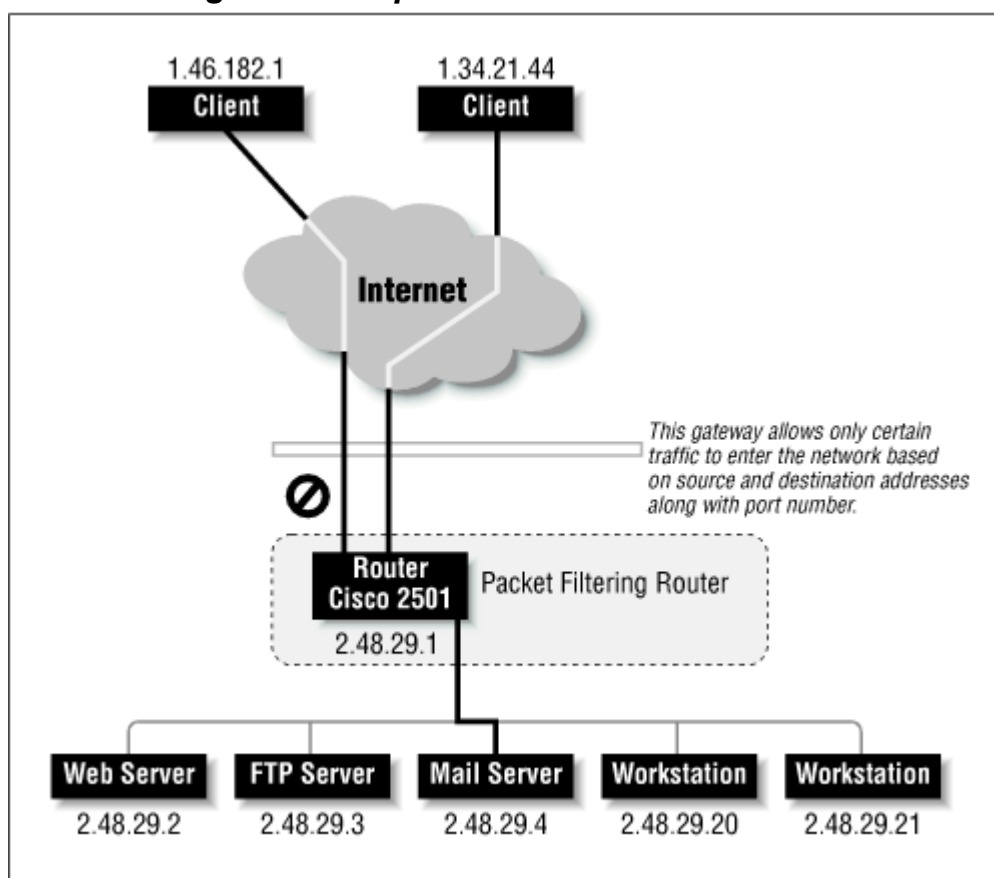 1.46.182.1
Client
1.34.21.44
Client
Internet
This gateway allows only certain
traffic to enter the network based
on source and destination addresses
along with port number.
Router
Cisco 2501
Packet Filtering Router
2.48.29.1
Web Server
FTP Server
Mail Server
Workstation
Workstation
2.48.29.2
2.48.29.3
2.48.29.4
2.48.29.20
2.48.29.21